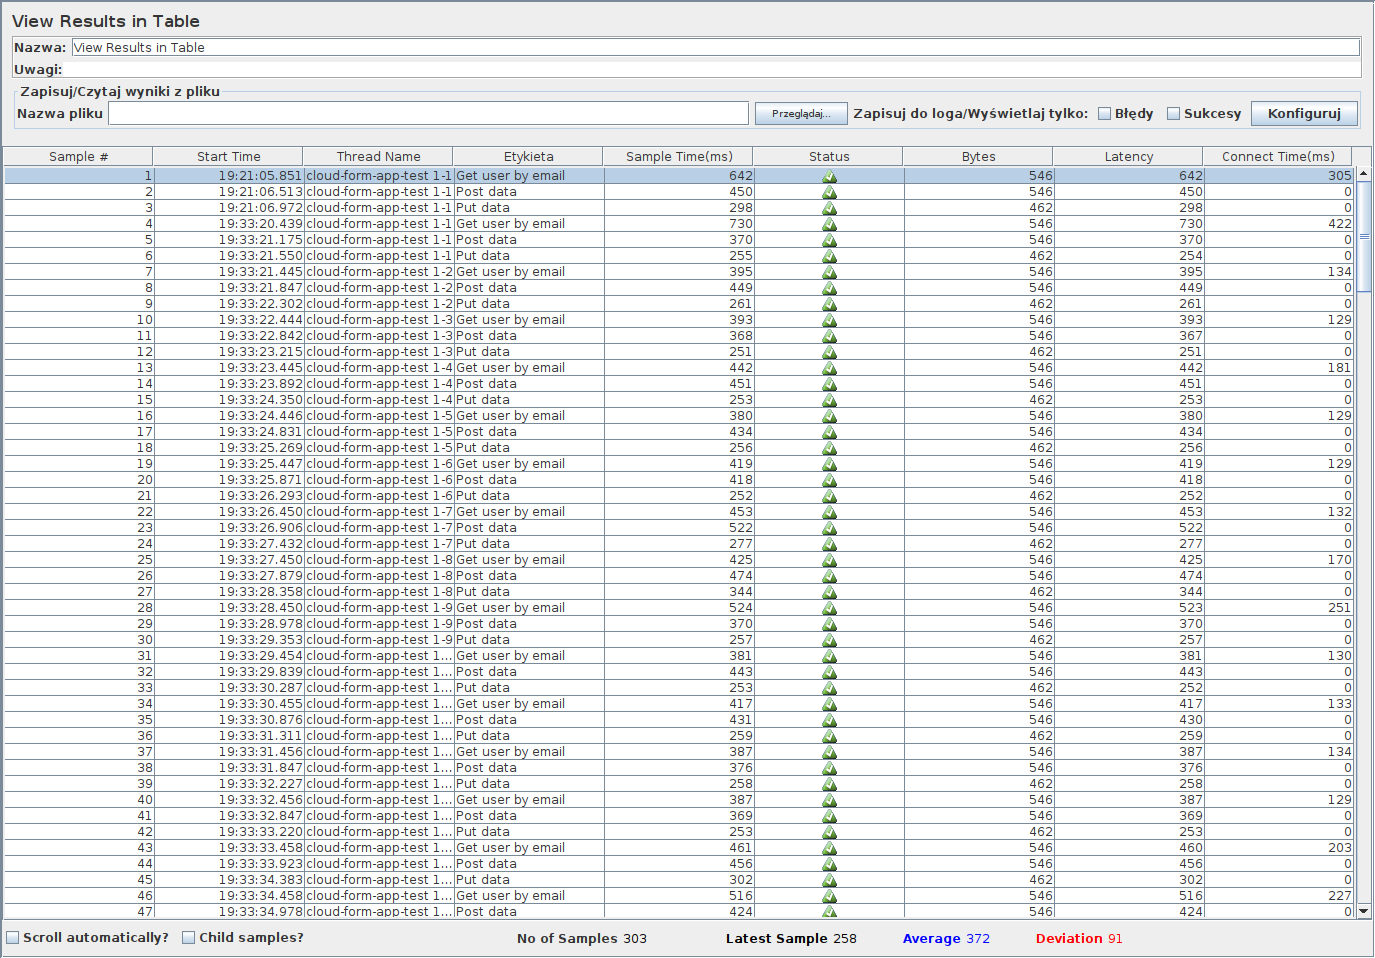 View Results in Table
Nazwa: View Results in Table
Uwagi:
Zapisuj/Czytaj wyniki z pliku
Nazwa pliku Przeglądaj... Zapisuj do loga/Wyświetlaj tylko: Błędy Sukcesy Konfiguruj
Sample # Start Time Thread Name Etykieta Sample Time(ms) Status Bytes Latency Connect Time(ms)
1 19:21:05.851 cloud-form-app-test 1-1 Get user by email 642 546 642 305
2 19:21:06.513 cloud-form-app-test 1-1 Post data 450 546 450 0
3 19:21:06.972 cloud-form-app-test 1-1 Put data 298 462 298 0
4 19:33:20.439 cloud-form-app-test 1-1 Get user by email 730 546 730 422
5 19:33:21.175 cloud-form-app-test 1-1 Post data 370 546 370 0
6 19:33:21.550 cloud-form-app-test 1-1 Put data 255 462 254 0
7 19:33:21.445 cloud-form-app-test 1-2 Get user by email 395 546 395 134
8 19:33:21.847 cloud-form-app-test 1-2 Post data 449 546 449 0
9 19:33:22.302 cloud-form-app-test 1-2 Put data 261 462 261 0
10 19:33:22.444 cloud-form-app-test 1-3 Get user by email 393 546 393 129
11 19:33:22.842 cloud-form-app-test 1-3 Post data 368 546 367 0
12 19:33:23.215 cloud-form-app-test 1-3 Put data 251 462 251 0
13 19:33:23.445 cloud-form-app-test 1-4 Get user by email 442 546 442 181
14 19:33:23.892 cloud-form-app-test 1-4 Post data 451 546 451 0
15 19:33:24.350 cloud-form-app-test 1-4 Put data 253 462 253 0
16 19:33:24.446 cloud-form-app-test 1-5 Get user by email 380 546 380 129
17 19:33:24.831 cloud-form-app-test 1-5 Post data 434 546 434 0
18 19:33:25.269 cloud-form-app-test 1-5 Put data 256 462 256 0
19 19:33:25.447 cloud-form-app-test 1-6 Get user by email 419 546 419 129
20 19:33:25.871 cloud-form-app-test 1-6 Post data 418 546 418 0
21 19:33:26.293 cloud-form-app-test 1-6 Put data 252 462 252 0
22 19:33:26.450 cloud-form-app-test 1-7 Get user by email 453 546 453 132
23 19:33:26.906 cloud-form-app-test 1-7 Post data 522 546 522 0
24 19:33:27.432 cloud-form-app-test 1-7 Put data 277 462 277 0
25 19:33:27.450 cloud-form-app-test 1-8 Get user by email 425 546 425 170
26 19:33:27.879 cloud-form-app-test 1-8 Post data 474 546 474 0
27 19:33:28.358 cloud-form-app-test 1-8 Put data 344 462 344 0
28 19:33:28.450 cloud-form-app-test 1-9 Get user by email 524 546 523 251
29 19:33:28.978 cloud-form-app-test 1-9 Post data 370 546 370 0
30 19:33:29.353 cloud-form-app-test 1-9 Put data 257 462 257 0
31 19:33:29.454 cloud-form-app-test 1... Get user by email 381 546 381 130
32 19:33:29.839 cloud-form-app-test 1... Post data 443 546 443 0
33 19:33:30.287 cloud-form-app-test 1... Put data 253 462 252 0
34 19:33:30.455 cloud-form-app-test 1... Get user by email 417 546 417 133
35 19:33:30.876 cloud-form-app-test 1... Post data 431 546 430 0
36 19:33:31.311 cloud-form-app-test 1... Put data 259 462 259 0
37 19:33:31.456 cloud-form-app-test 1... Get user by email 387 546 387 134
38 19:33:31.847 cloud-form-app-test 1... Post data 376 546 376 0
39 19:33:32.227 cloud-form-app-test 1... Put data 258 462 258 0
40 19:33:32.456 cloud-form-app-test 1... Get user by email 387 546 387 129
41 19:33:32.847 cloud-form-app-test 1... Post data 369 546 369 0
42 19:33:33.220 cloud-form-app-test 1... Put data 253 462 253 0
43 19:33:33.458 cloud-form-app-test 1... Get user by email 461 546 460 203
44 19:33:33.923 cloud-form-app-test 1... Post data 456 546 456 0
45 19:33:34.383 cloud-form-app-test 1... Put data 302 462 302 0
46 19:33:34.458 cloud-form-app-test 1... Get user by email 516 546 516 227
47 19:33:34.978 cloud-form-app-test 1... Post data 424 546 424 0
Scroll automatically? Child samples? No of Samples 303 Latest Sample 258 Average 372 Deviation 91